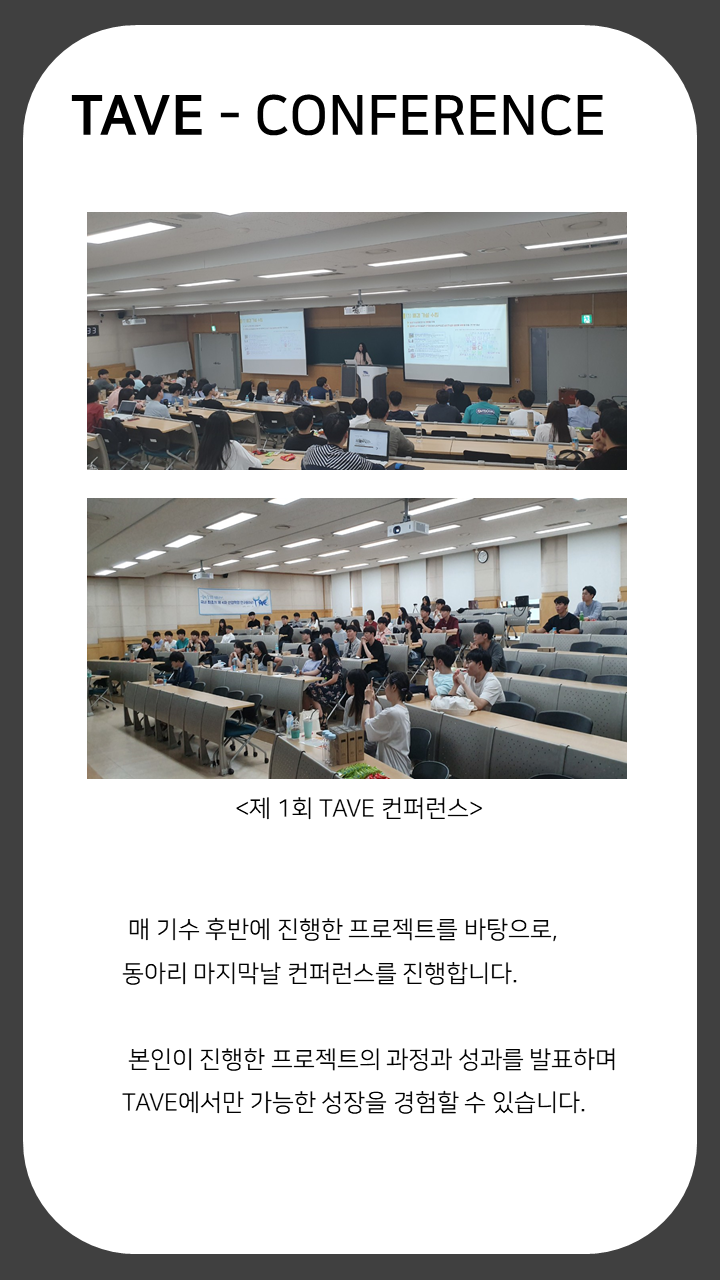 TAVE - CONFERENCE
33
TAVE
<제 1회 TAVE 컨퍼런스>
매 기수 후반에 진행한 프로젝트를 바탕으로,
동아리 마지막날 컨퍼런스를 진행합니다.
본인이 진행한 프로젝트의 과정과 성과를 발표하며
TAVE에서만 가능한 성장을 경험할 수 있습니다.